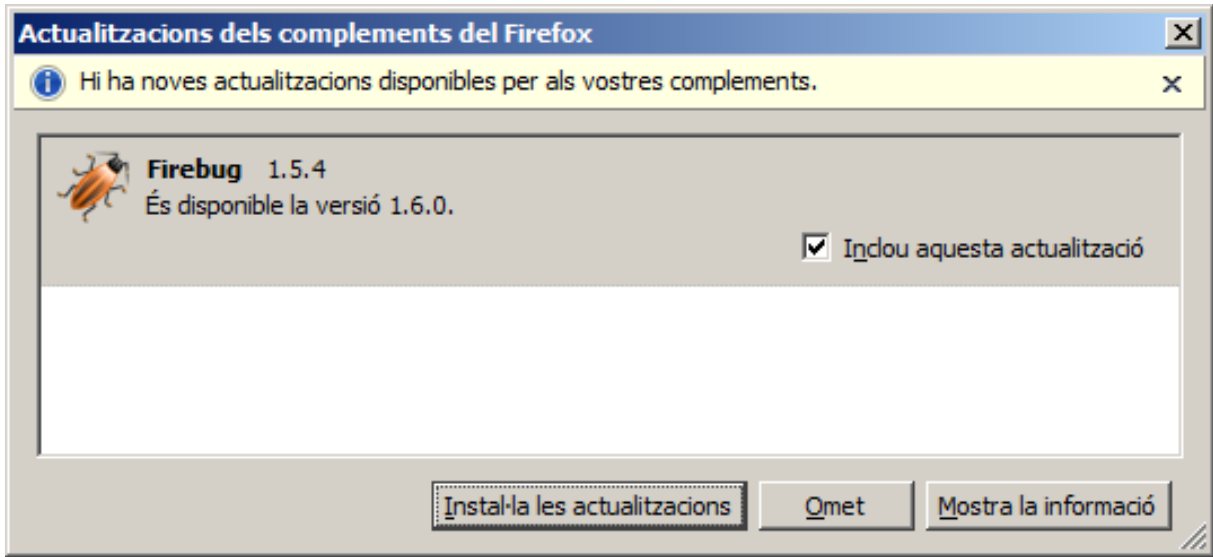 Actualitzacions dels complements del Firefox
Hi ha noves actualitzacions disponibles per als vostres complements.
Firebug 1.5.4
És disponible la versió 1.6.0.
Inclou aquesta actualització
Instal·la les actualitzacions Omet Mostra la informació